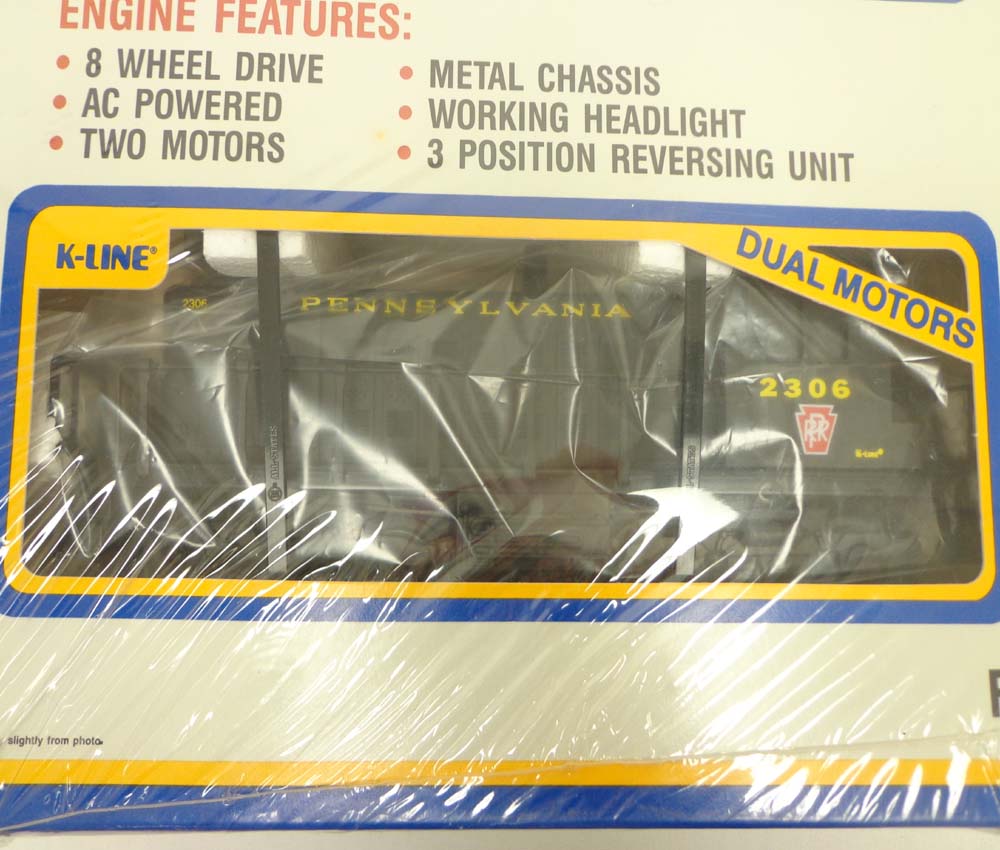 ENGINE FEATURES:
• 8 WHEEL DRIVE
• AC POWERED
• TWO MOTORS
• METAL CHASSIS
• WORKING HEADLIGHT
• 3 POSITION REVERSING UNIT
K-LINE®
DUAL MOTORS
2306
PENNSYLVANIA
2306
PRR
K-LINE®
slightly from photo.